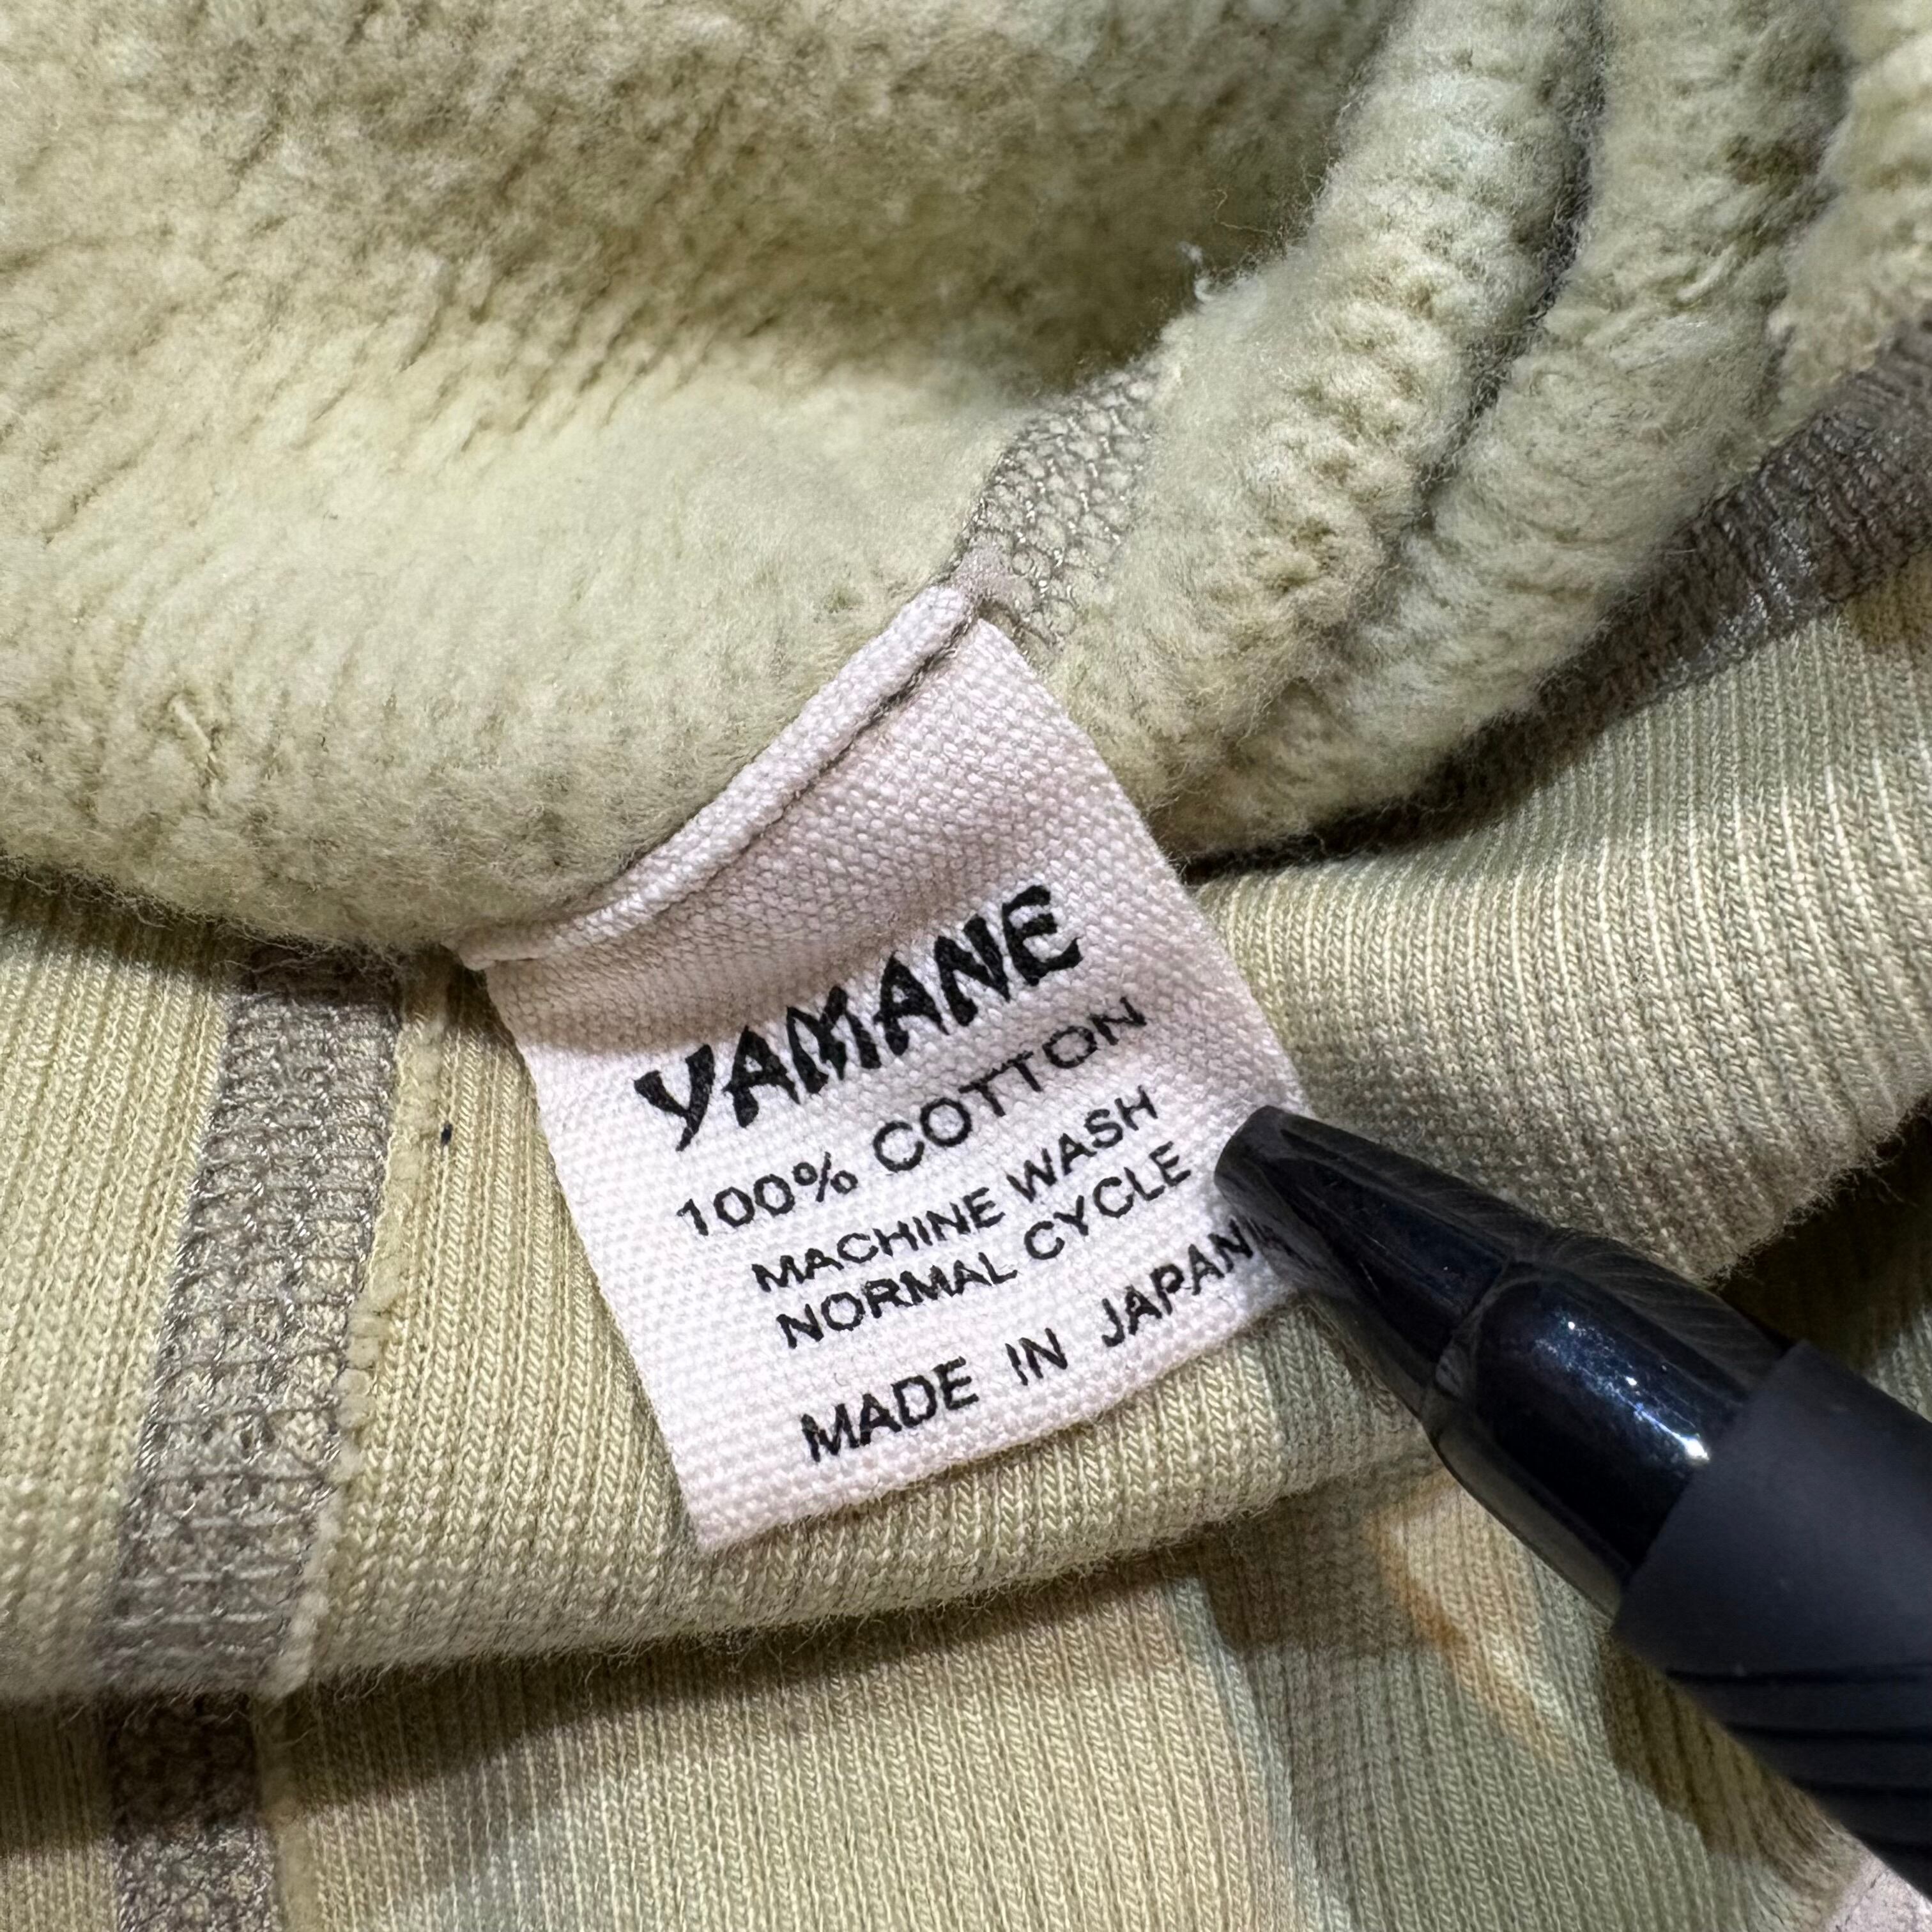 YAMANE
100% COTTON
MACHINE WASH
NORMAL CYCLE
MADE IN JAPAN